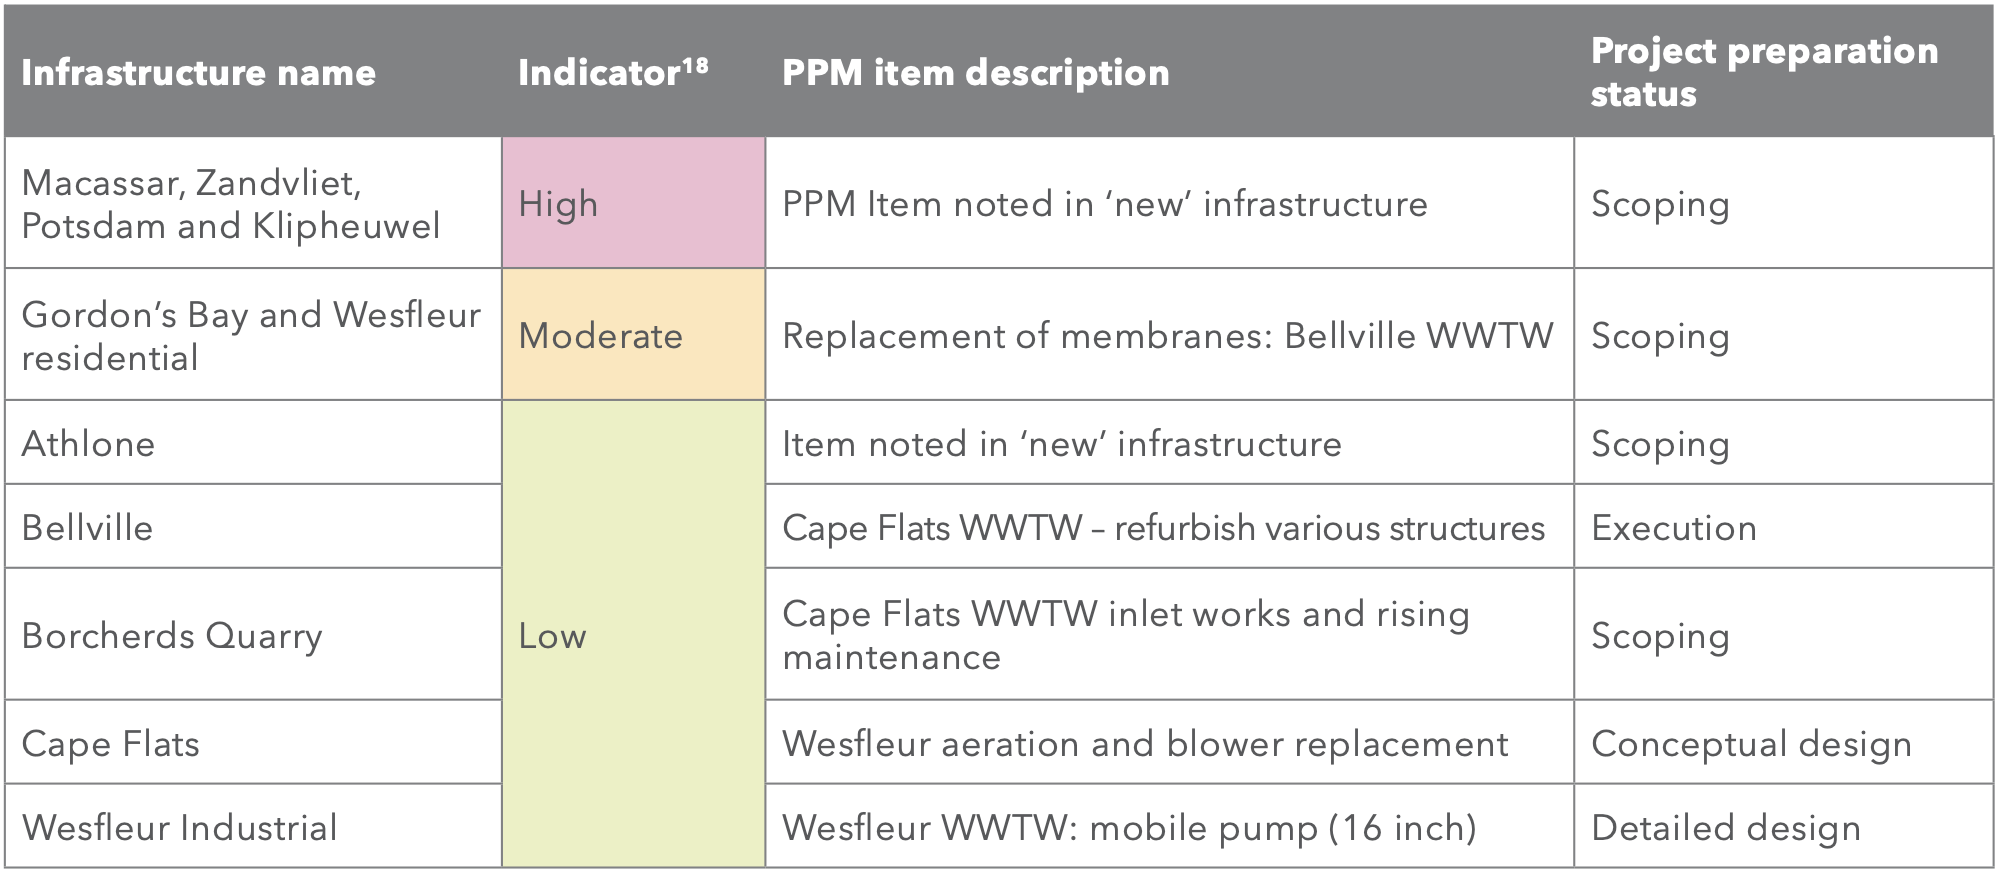 Infrastructure name
Indicator18
PPM item description
Project preparation
status
Macassar, Zandvliet,
Potsdam and Klipheuwel
High
PPM Item noted in ‘new’ infrastructure
Scoping
Gordon’s Bay and Wesfleur
residential
Moderate
Replacement of membranes: Bellville WWTW
Scoping
Athlone
Low
Item noted in ‘new’ infrastructure
Scoping
Bellville
Cape Flats WWTW – refurbish various structures
Execution
Borcherds Quarry
Cape Flats WWTW inlet works and rising
maintenance
Scoping
Cape Flats
Wesfleur aeration and blower replacement
Conceptual design
Wesfleur Industrial
Wesfleur WWTW: mobile pump (16 inch)
Detailed design